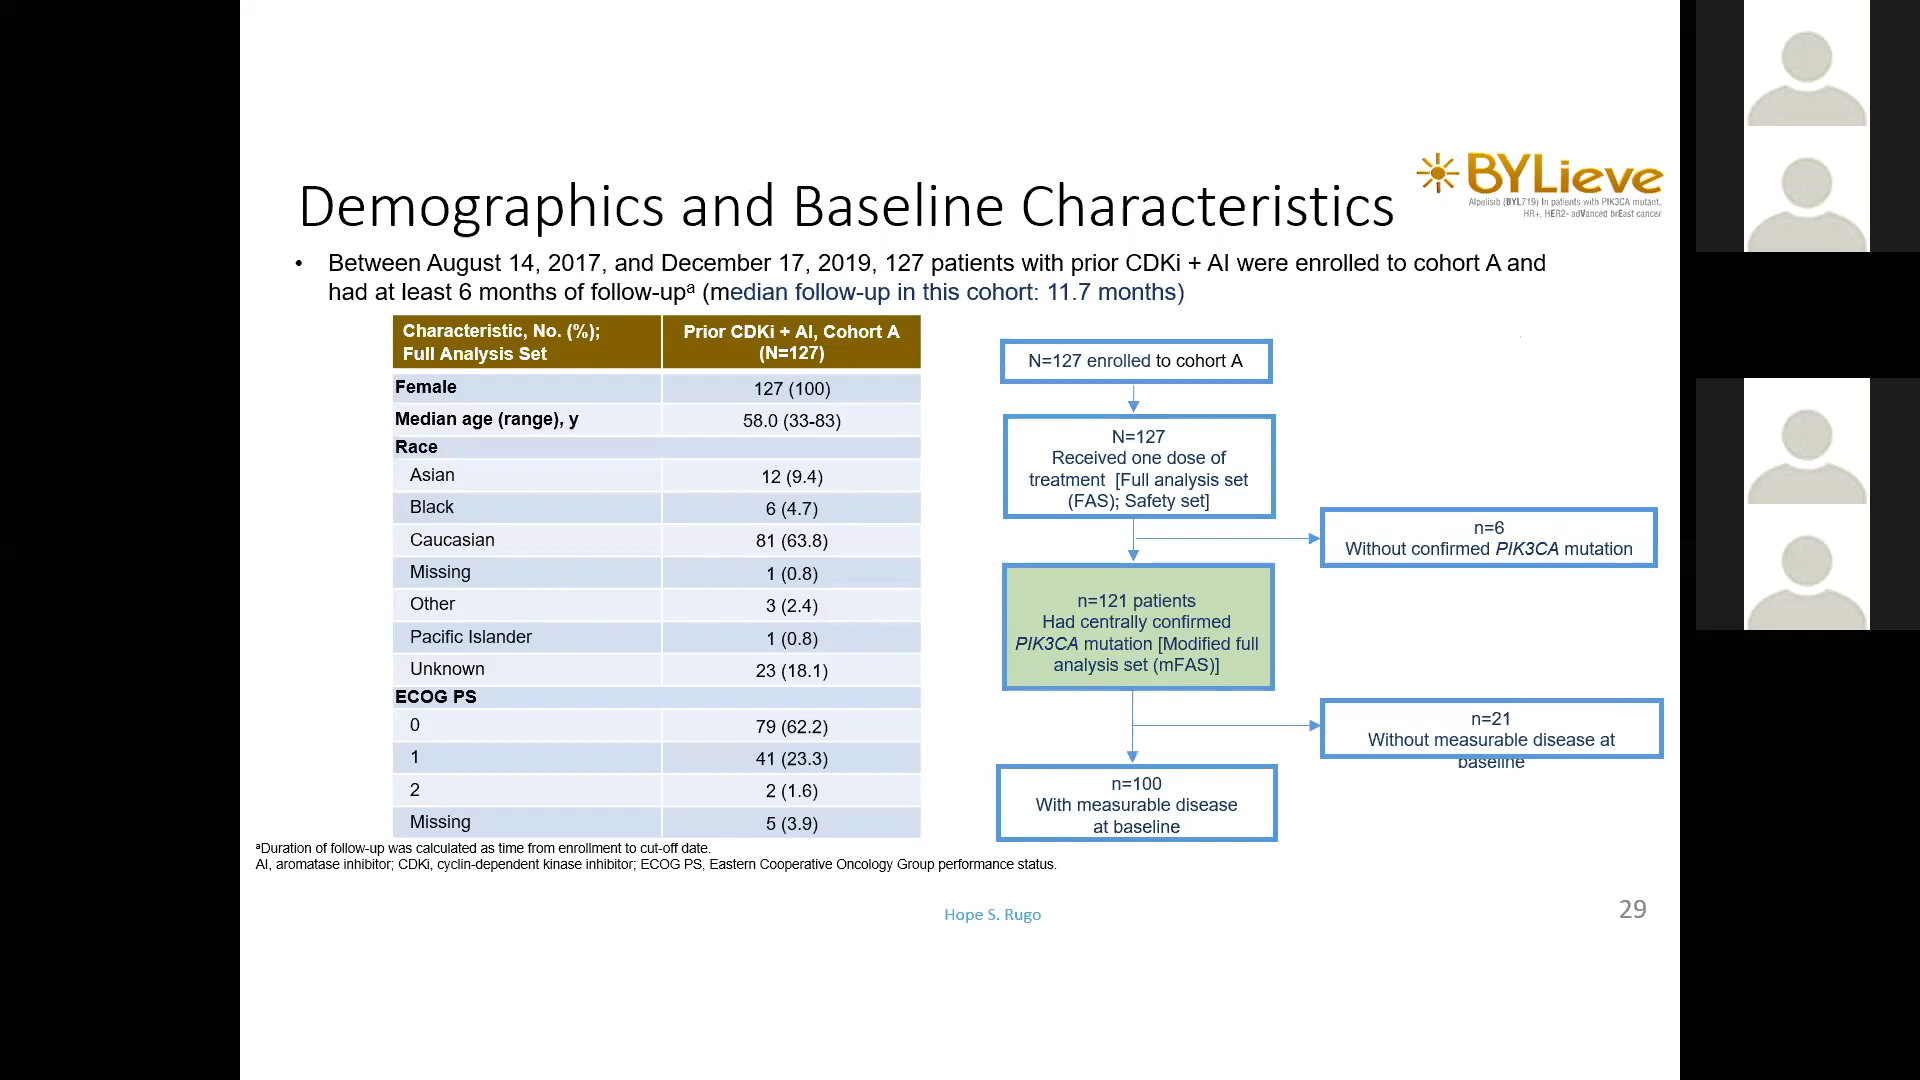 BYLieve
Alpelisib (BYL719) In patients with PIK3CA mutant,
HR+, HER2- adVanced brEast cancer
Demographics and Baseline Characteristics
• Between August 14, 2017, and December 17, 2019, 127 patients with prior CDKi + AI were enrolled to cohort A and
had at least 6 months of follow-upᵃ (median follow-up in this cohort: 11.7 months)
Characteristic, No. (%); Prior CDKi + AI, Cohort A
Full Analysis Set (N=127)
Female 127 (100)
Median age (range), y 58.0 (33-83)
Race
Asian 12 (9.4)
Black 6 (4.7)
Caucasian 81 (63.8)
Missing 1 (0.8)
Other 3 (2.4)
Pacific Islander 1 (0.8)
Unknown 23 (18.1)
ECOG PS
0 79 (62.2)
1 41 (23.3)
2 2 (1.6)
Missing 5 (3.9)
N=127 enrolled to cohort A
N=127
Received one dose of
treatment [Full analysis set
(FAS); Safety set]
n=6
Without confirmed PIK3CA mutation
n=121 patients
Had centrally confirmed
PIK3CA mutation [Modified full
analysis set (mFAS)]
n=21
Without measurable disease at
baseline
n=100
With measurable disease
at baseline
ᵃDuration of follow-up was calculated as time from enrollment to cut-off date.
AI, aromatase inhibitor; CDKi, cyclin-dependent kinase inhibitor; ECOG PS, Eastern Cooperative Oncology Group performance status.
Hope S. Rugo
29